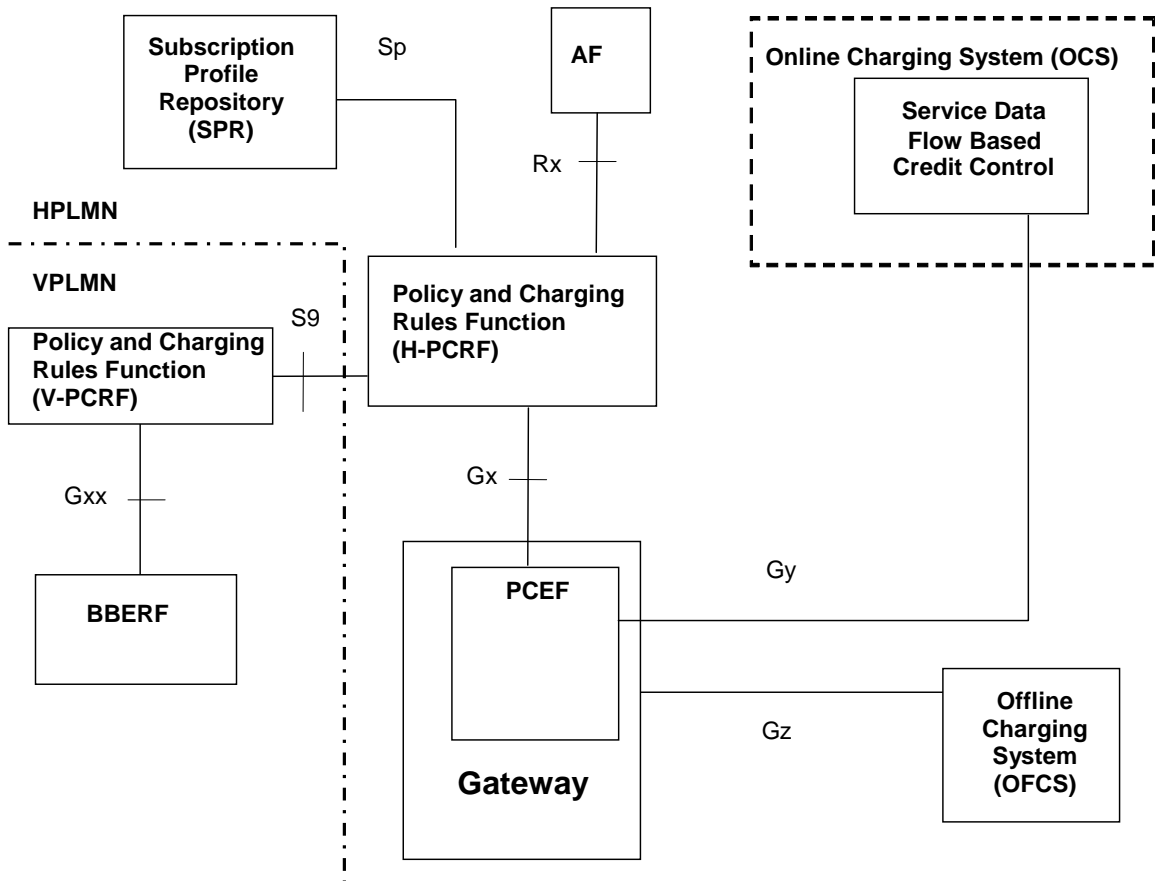 Subscription
Profile
Repository
(SPR)
Sp
AF
Online Charging System (OCS)
Service Data
Flow Based
Credit Control
Rx
HPLMN
VPLMN
Policy and Charging
Rules Function
(H-PCRF)
S9
Policy and Charging
Rules Function
(V-PCRF)
Gxx
Gx
BBERF
PCEF
Gy
Gz
Offline
Charging
System
(OFCS)
Gateway